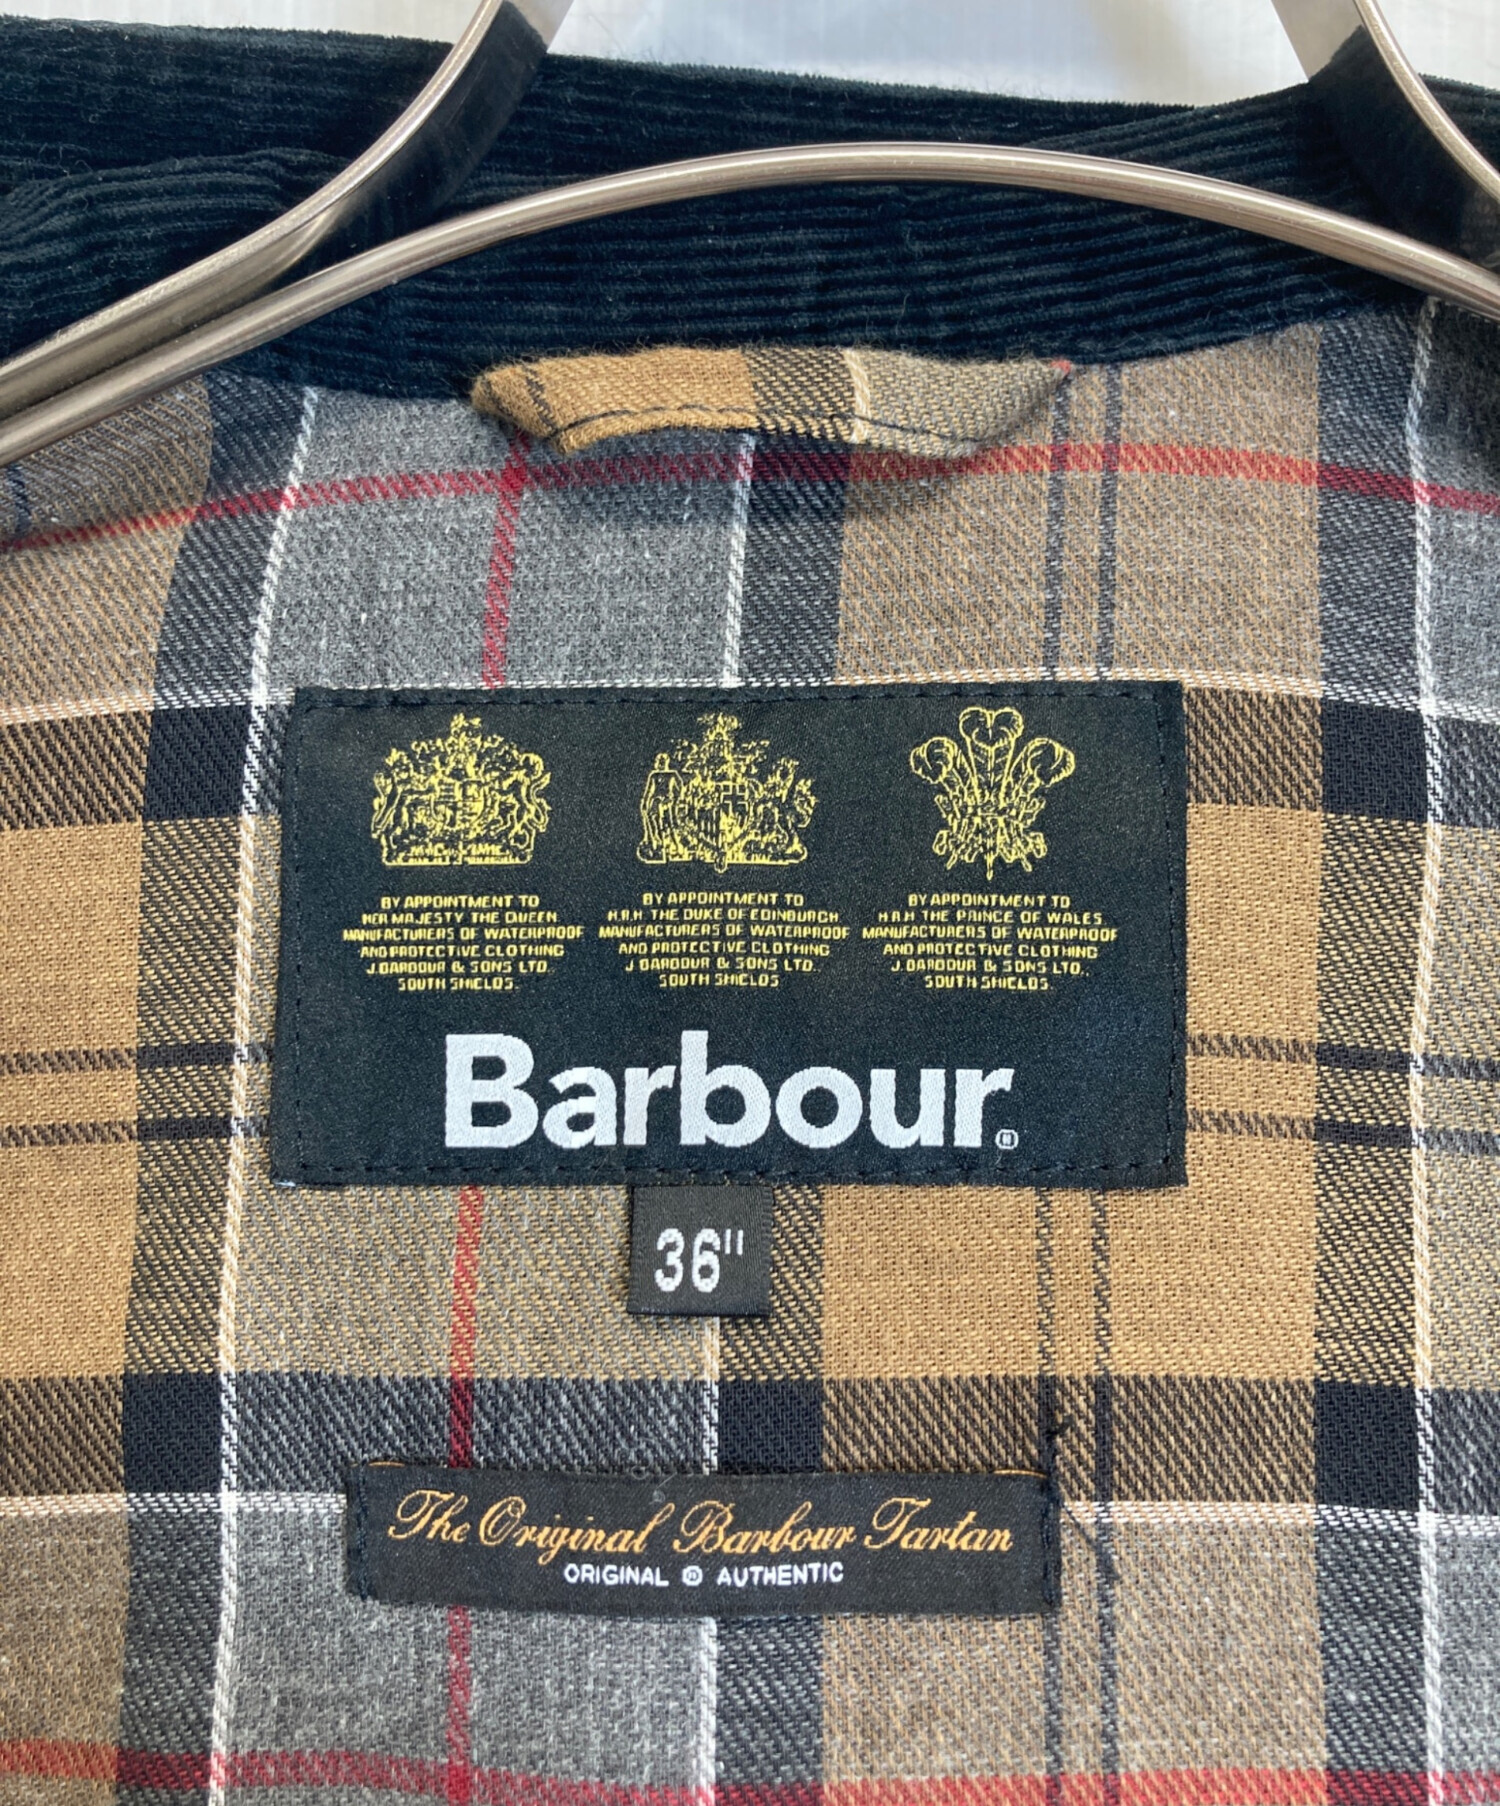 BY APPOINTMENT TO
HER MAJESTY THE QUEEN
MANUFACTURERS OF WATERPROOF
AND PROTECTIVE CLOTHING
J. BARBOUR & SONS LTD.
SOUTH SHIELDS.
BY APPOINTMENT TO
H.R.H THE DUKE OF EDINBURGH
MANUFACTURERS OF WATERPROOF
AND PROTECTIVE CLOTHING
J BARBOUR & SONS LTD.
SOUTH SHIELDS
BY APPOINTMENT TO
H R H THE PRINCE OF WALES
MANUFACTURERS OF WATERPROOF
AND PROTECTIVE CLOTHING
J. BARBOUR & SONS LTD.
SOUTH SHIELDS.
Barbour®
36"
The Original Barbour Tartan
ORIGINAL AUTHENTIC